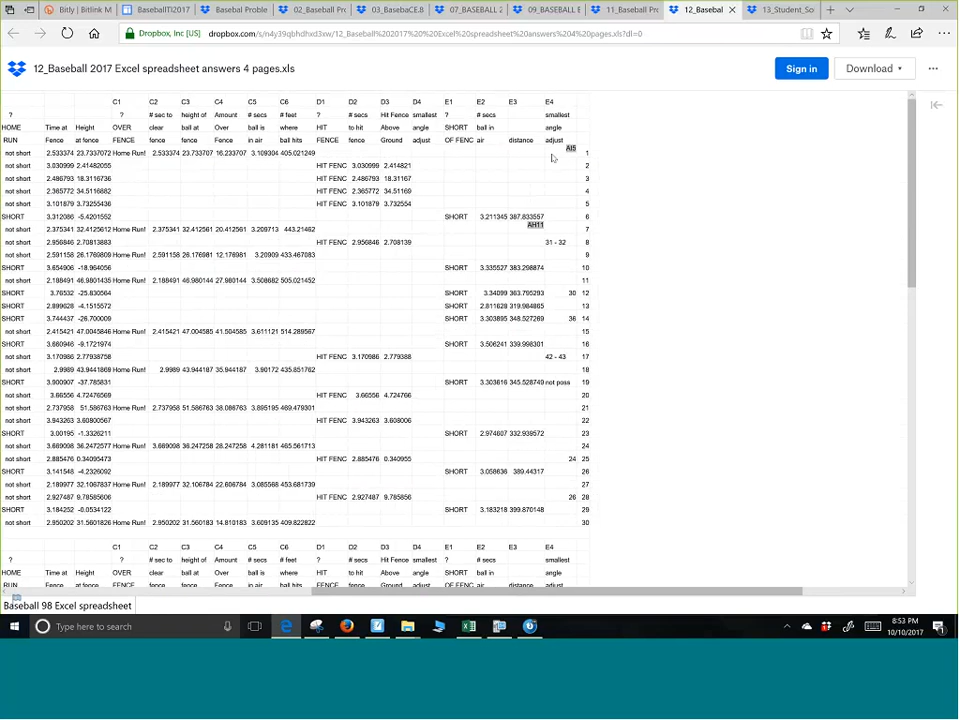 Bitly | Bitlink M BaseballTI2017 Basebal Proble 02_Baseball Pr 03_BasebaCE.8 07_BASEBALL 2 09_BASEBALL E 11_Baseball Pro 12_Basebal 13_Student_So
Dropbox, Inc [US] dropbox.com/s/n4y39qbhdhxd3xw/12_Baseball%202017%20%20Excel%20spreadsheet%20answers%204%20pages.xls?dl=0
12_Baseball 2017 Excel spreadsheet answers 4 pages.xls Sign in Download
C1 C2 C3 C4 C5 C6 D1 D2 D3 D4 E1 E2 E3 E4
? ? # sec to height of Amount # secs # feet ? # secs Hit Fence smallest ? # secs smallest
HOME Time at Height OVER clear ball at Over ball is where HIT to hit Above angle SHORT ball in angle
RUN Fence at fence FENCE fence fence Fence in air ball hits FENCE fence Ground adjust OF FENC air distance adjust
not short 2.533374 23.7337072 Home Run! 2.533374 23.733707 16.233707 3.109304 405.021249 AI5 1
not short 3.030999 2.41482055 HIT FENC 3.030999 2.414821 2
not short 2.486793 18.3116736 HIT FENC 2.486793 18.31167 3
not short 2.365772 34.5116882 HIT FENC 2.365772 34.51169 4
not short 3.101879 3.73255436 HIT FENC 3.101879 3.732554 5
SHORT 3.312086 -5.4201552 SHORT 3.211345 387.833557 6
not short 2.375341 32.4125612 Home Run! 2.375341 32.412561 20.412561 3.209713 443.21462 AH11 7
not short 2.956846 2.70813883 HIT FENC 2.956846 2.708139 31 - 32 8
not short 2.591158 26.1769809 Home Run! 2.591158 26.176981 12.176981 3.20909 433.467083 9
SHORT 3.654906 -18.964056 SHORT 3.335527 383.298874 10
not short 2.188491 46.9801435 Home Run! 2.188491 46.980144 27.980144 3.508682 505.021452 11
SHORT 3.76532 -25.830564 SHORT 3.34099 363.795293 30 12
SHORT 2.899628 -4.1515572 SHORT 2.811628 319.984865 13
SHORT 3.744437 -26.700009 SHORT 3.303895 348.527269 36 14
not short 2.415421 47.0045846 Home Run! 2.415421 47.004585 41.504585 3.611121 514.289567 15
SHORT 3.660946 -9.1721974 SHORT 3.506241 339.998301 16
not short 3.170986 2.77938758 HIT FENC 3.170986 2.779388 42 - 43 17
not short 2.9989 43.9441869 Home Run! 2.9989 43.944187 35.944187 3.90172 435.851762 18
SHORT 3.900907 -37.785831 SHORT 3.303616 345.528749 not poss 19
not short 3.66556 4.72476569 HIT FENC 3.66556 4.724766 20
not short 2.737958 51.586763 Home Run! 2.737958 51.586763 38.086763 3.895195 469.479301 21
not short 3.943263 3.60800567 HIT FENC 3.943263 3.608006 22
SHORT 3.00195 -1.3326211 SHORT 2.974607 332.939572 23
not short 3.669098 36.2472577 Home Run! 3.669098 36.247258 28.247258 4.281181 465.561713 24
not short 2.885476 0.34095473 HIT FENC 2.885476 0.340955 24 25
SHORT 3.141548 -4.2326092 SHORT 3.058636 389.44317 26
not short 2.189977 32.1067837 Home Run! 2.189977 32.106784 22.606784 3.085568 453.681739 27
not short 2.927487 9.78585606 HIT FENC 2.927487 9.785856 26 28
SHORT 3.184252 -0.0534122 SHORT 3.183218 399.870148 29
not short 2.950202 31.5601826 Home Run! 2.950202 31.560183 14.810183 3.609135 409.822822 30
C1 C2 C3 C4 C5 C6 D1 D2 D3 D4 E1 E2 E3 E4
? ? # sec to height of Amount # secs # feet ? # secs Hit Fence smallest ? # secs smallest
HOME Time at Height OVER clear ball at Over ball is where HIT to hit Above angle SHORT ball in angle
RUN Fence at fence FENCE fence fence Fence in air ball hits FENCE fence Ground adjust OF FENC air distance adjust
Baseball 98 Excel spreadsheet
Type here to search 8:53 PM
10/10/2017